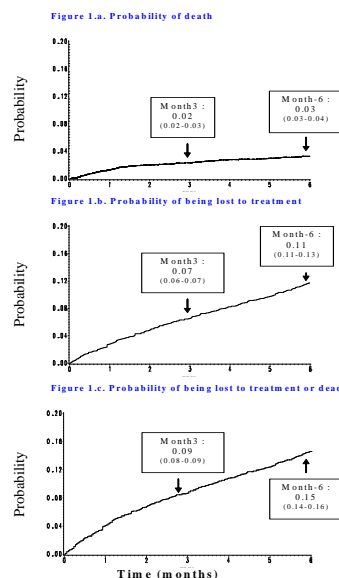 Figure 1.a. Probability of death
0.20
0.16
0.12
0.08
0.04
0.00
Probability
Month3 :
0.02
(0.02-0.03)
Month-6 :
0.03
(0.03-0.04)
0 1 2 3 4 5 6
Figure 1.b. Probability of being lost to treatment
0.20
0.16
0.12
0.08
0.04
0.00
Probability
Month3 :
0.07
(0.06-0.07)
Month-6 :
0.11
(0.11-0.13)
0 1 2 3 4 5 6
Figure 1.c. Probability of being lost to treatment or dead
0.20
0.16
0.12
0.08
0.04
0.00
Probability
Month3 :
0.09
(0.08-0.09)
Month-6 :
0.15
(0.14-0.16)
0 1 2 3 4 5 6
Time (months)